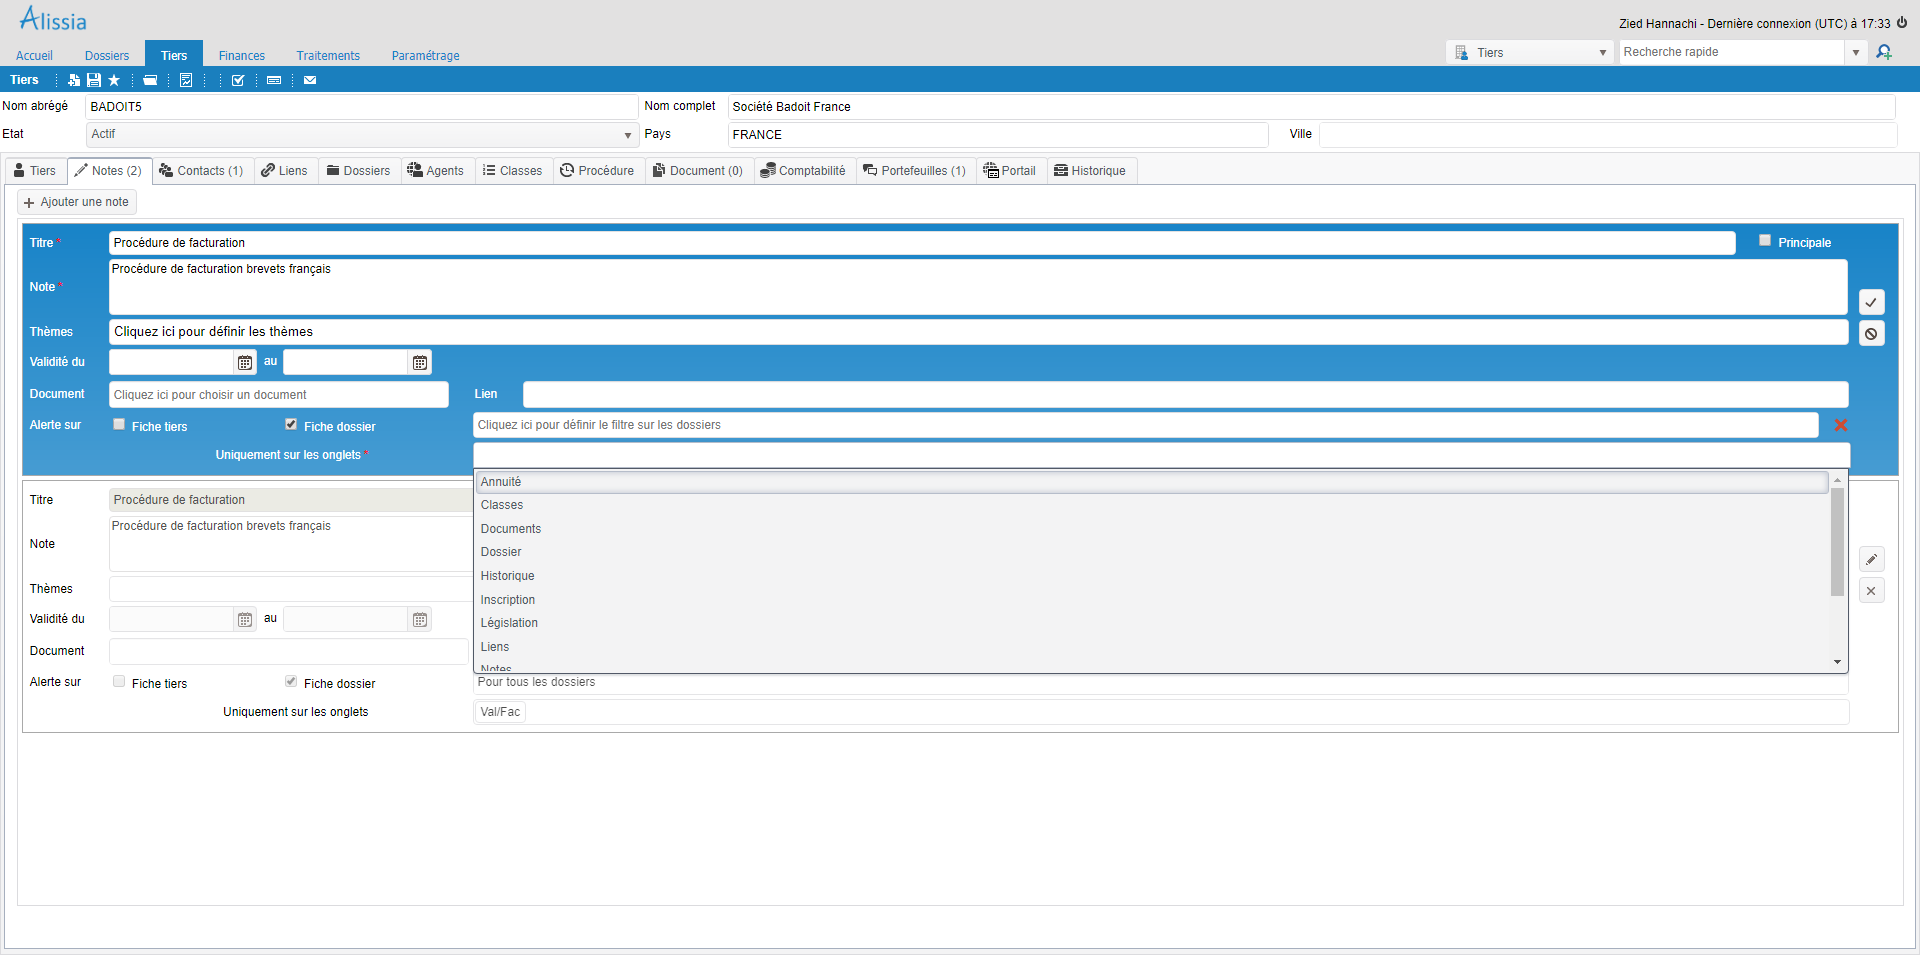 Alissia
Zied Hannachi - Dernière connexion (UTC) à 17:33
Accueil Dossiers Tiers Finances Traitements Paramétrage Tiers Recherche rapide
Tiers
Nom abrégé BADOIT5 Nom complet Société Badoit France
Etat Actif Pays FRANCE Ville
Tiers Notes (2) Contacts (1) Liens Dossiers Agents Classes Procédure Document (0) Comptabilité Portefeuilles (1) Portail Historique
+ Ajouter une note
Titre * Procédure de facturation Principale
Note * Procédure de facturation brevets français
Thèmes Cliquez ici pour définir les thèmes
Validité du au
Document Cliquez ici pour choisir un document Lien
Alerte sur Fiche tiers Fiche dossier Cliquez ici pour définir le filtre sur les dossiers
Uniquement sur les onglets *
Annuité
Classes
Documents
Dossier
Historique
Inscription
Législation
Liens
Notes
Titre Procédure de facturation
Note Procédure de facturation brevets français
Thèmes
Validité du au
Document
Alerte sur Fiche tiers Fiche dossier Pour tous les dossiers
Uniquement sur les onglets Val/Fac